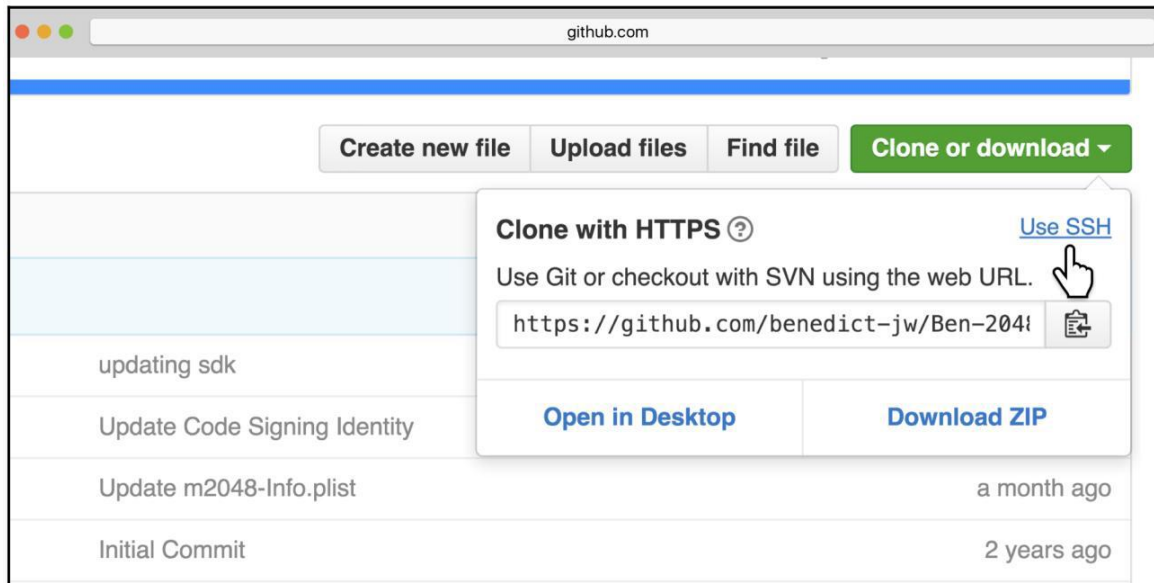 github.com
Create new file Upload files Find file Clone or download
Clone with HTTPS ? Use SSH
Use Git or checkout with SVN using the web URL.
https://github.com/benedict-jw/Ben-2048
updating sdk
Open in Desktop Download ZIP
Update Code Signing Identity
Update m2048-Info.plist a month ago
Initial Commit 2 years ago